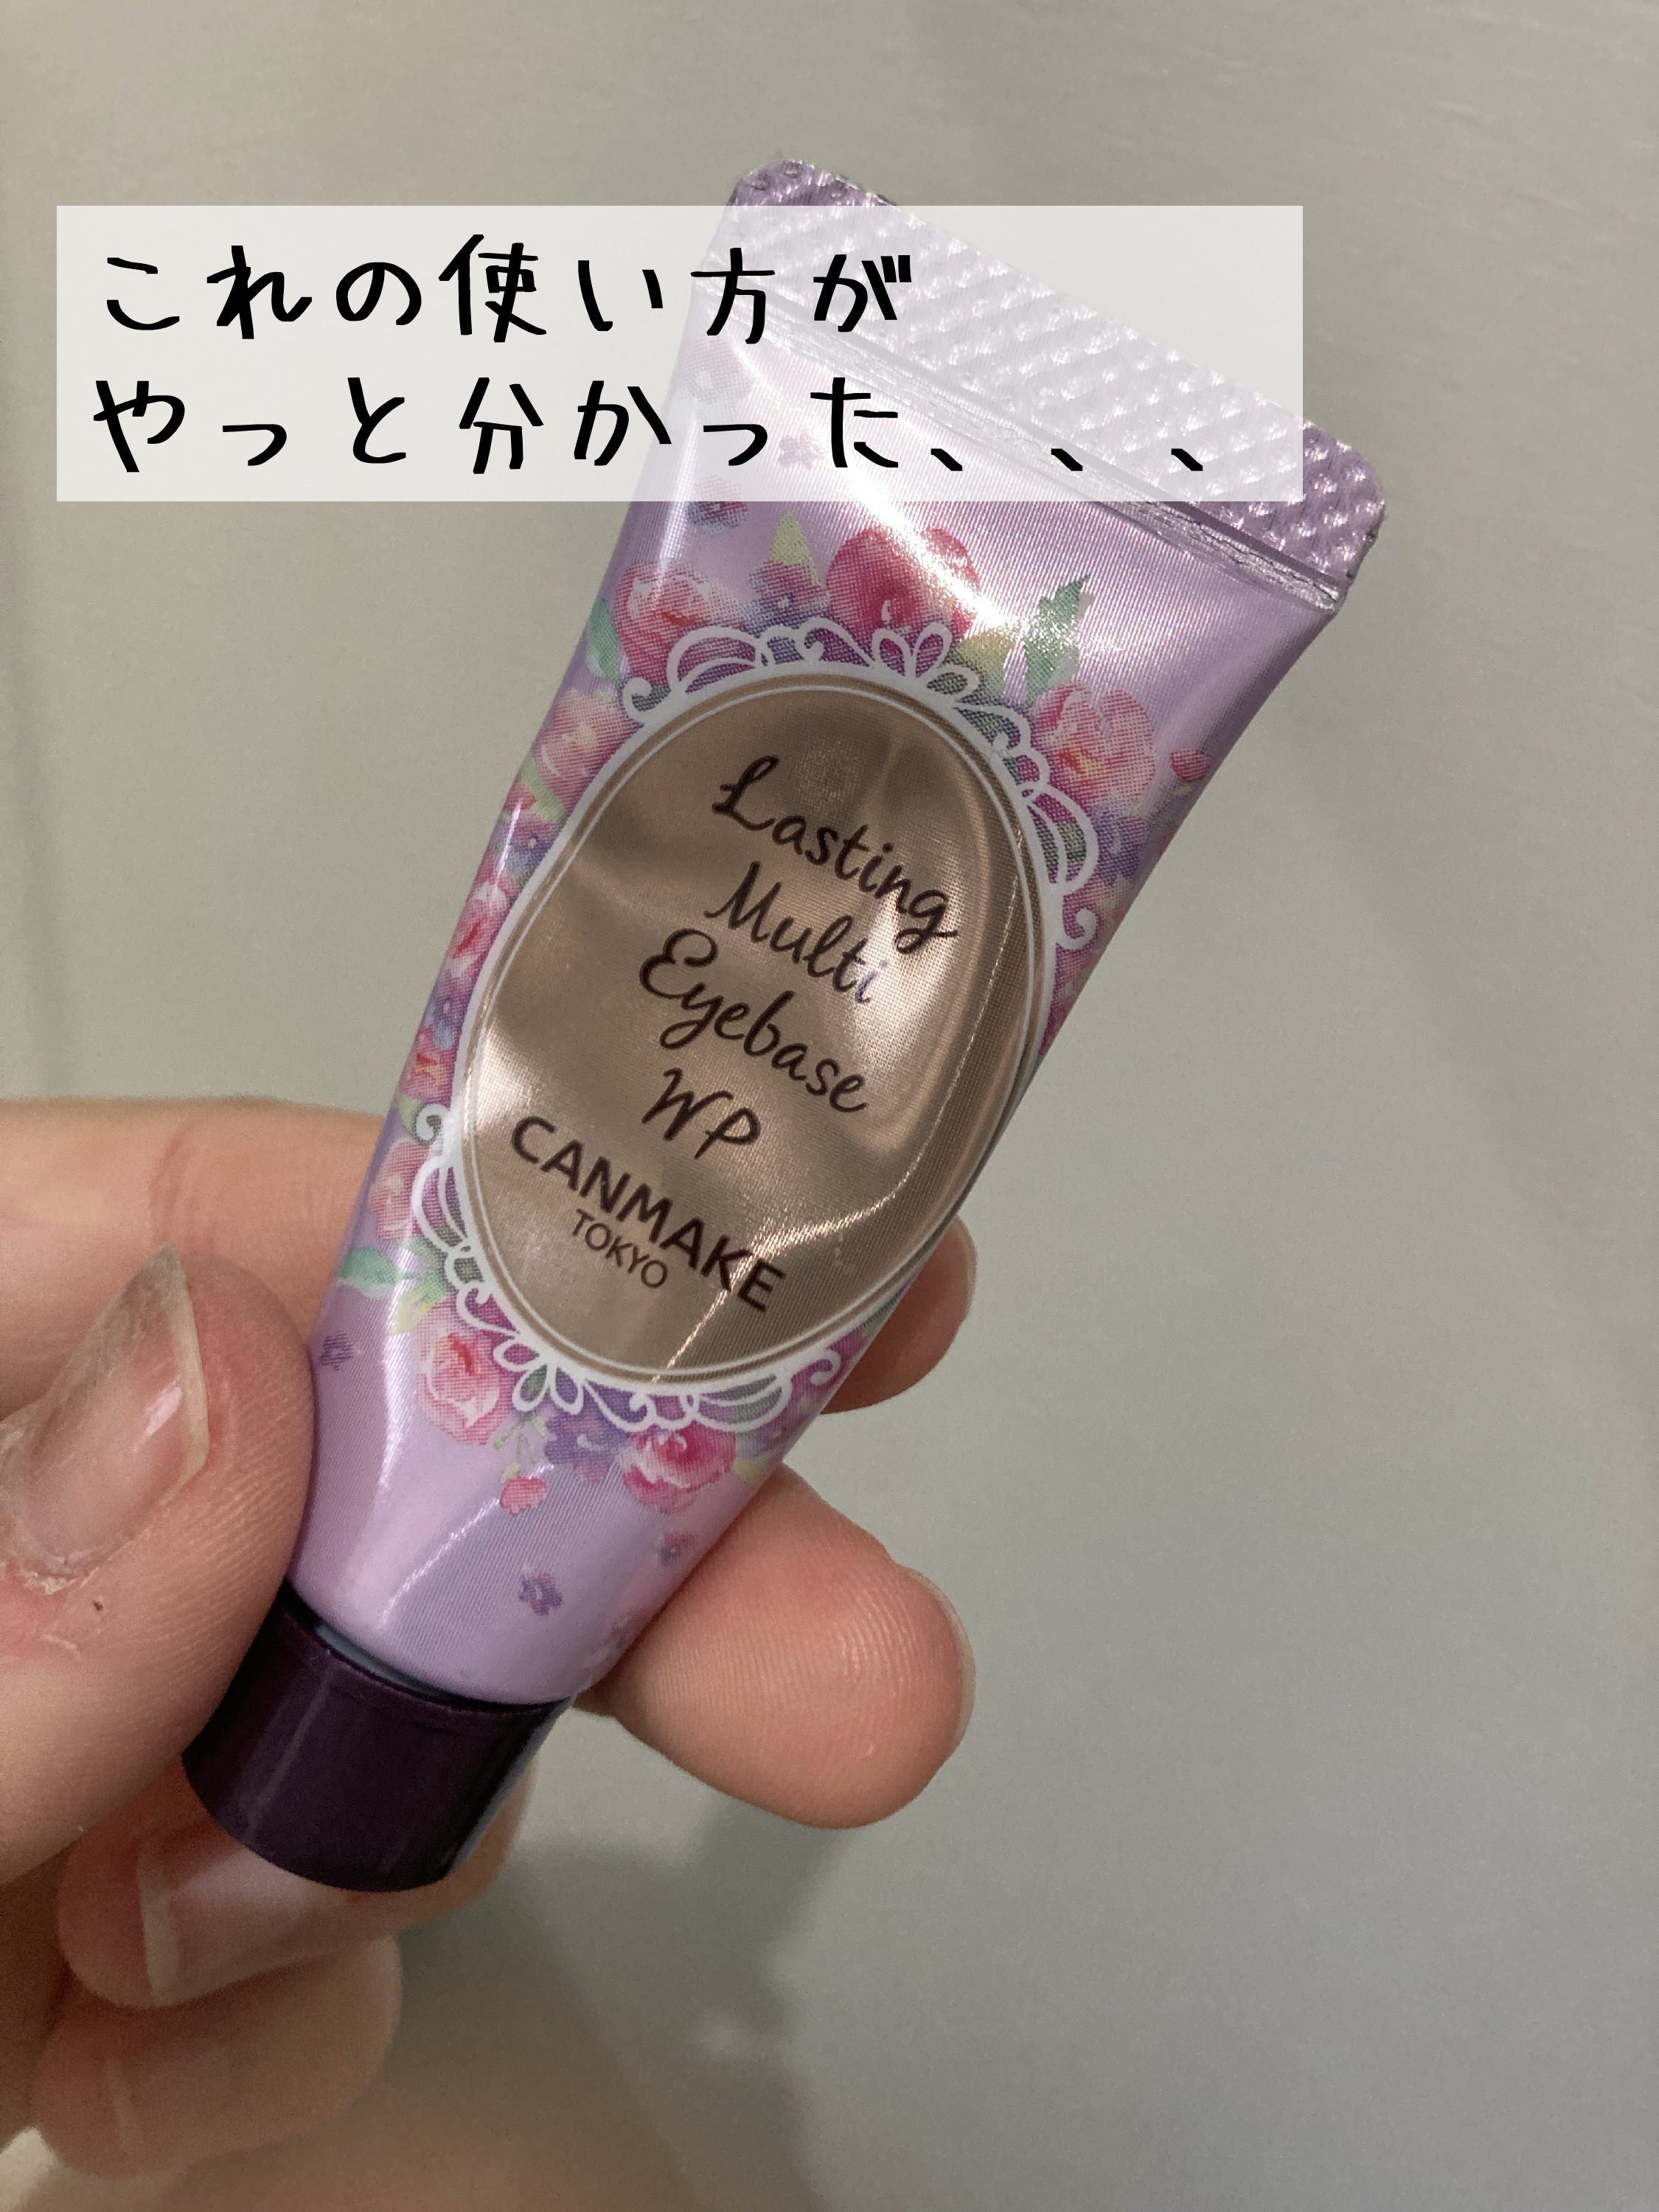 これの使い方が
やっと分かった、、、
Lasting
Multi
Eyebase
WP
CANMAKE
TOKYO